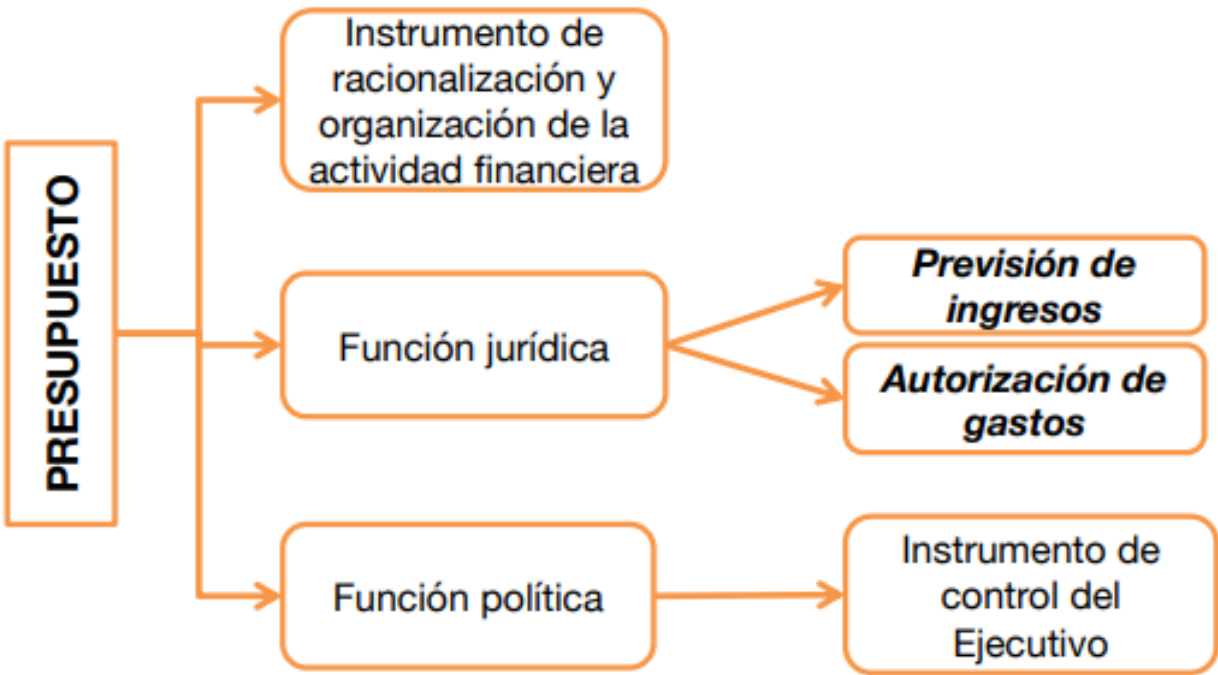 PRESUPUESTO
Instrumento de
racionalización y
organización de la
actividad financiera
Función jurídica
Previsión de
ingresos
Autorización de
gastos
Función política
Instrumento de
control del
Ejecutivo